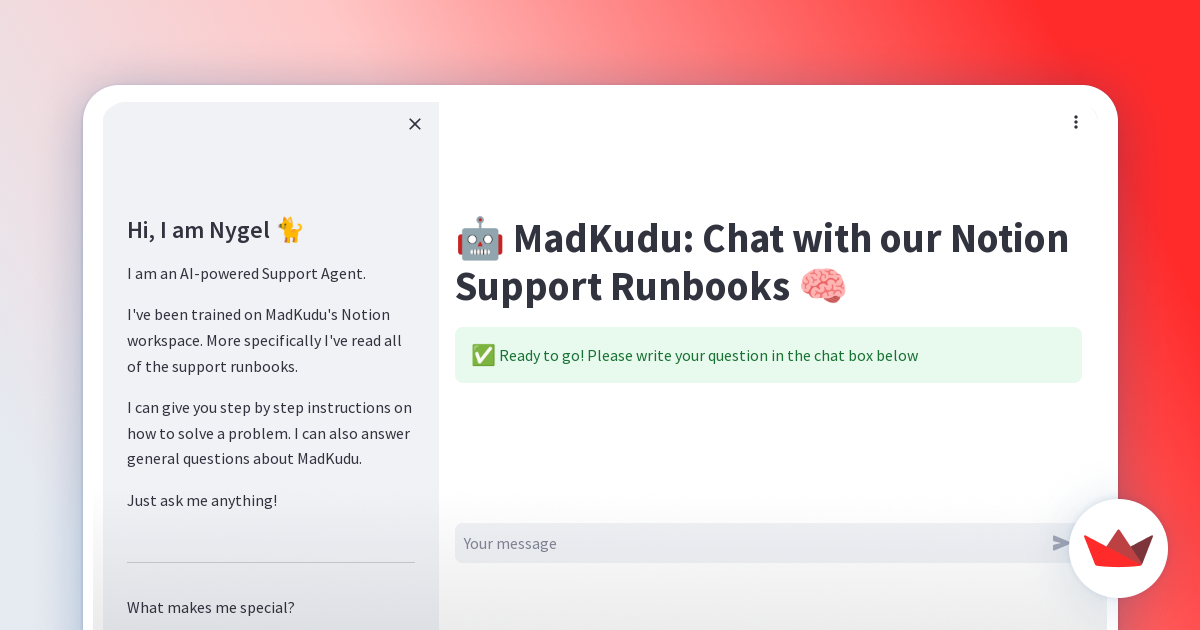 Hi, I am Nygel 🐈
I am an AI-powered Support Agent.
I've been trained on MadKudu's Notion
workspace. More specifically I've read all
of the support runbooks.
I can give you step by step instructions on
how to solve a problem. I can also answer
general questions about MadKudu.
Just ask me anything!
What makes me special?
🤖 MadKudu: Chat with our Notion
Support Runbooks 🧠
✅ Ready to go! Please write your question in the chat box below
Your message